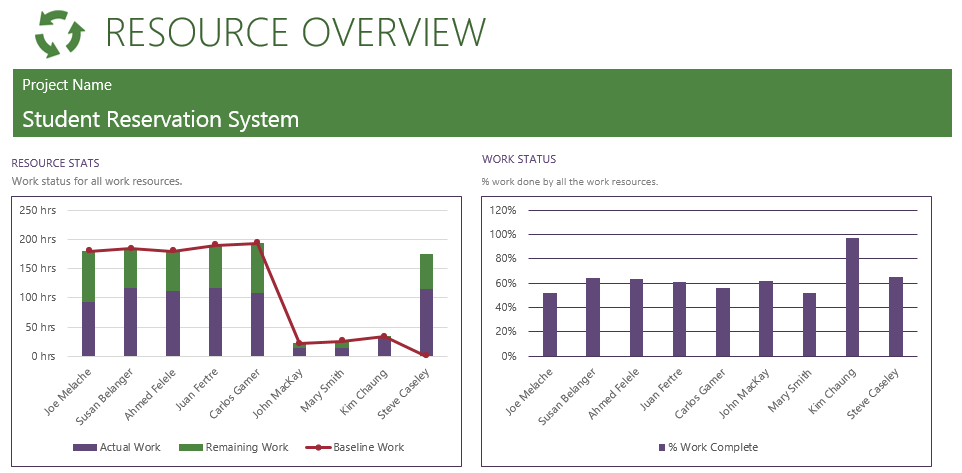 RESOURCE OVERVIEW
Project Name
Student Reservation System
RESOURCE STATS
Work status for all work resources.
250 hrs
200 hrs
150 hrs
100 hrs
50 hrs
0 hrs
Joe Melache
Susan Belanger
Ahmed Felele
Juan Fertre
Carlos Gamer
John MacKay
Mary Smith
Kim Chaung
Steve Caseley
Actual Work
Remaining Work
Baseline Work
WORK STATUS
% work done by all the work resources.
120%
100%
80%
60%
40%
20%
0%
Joe Melache
Susan Belanger
Ahmed Felele
Juan Fertre
Carlos Gamer
John MacKay
Mary Smith
Kim Chaung
Steve Caseley
% Work Complete